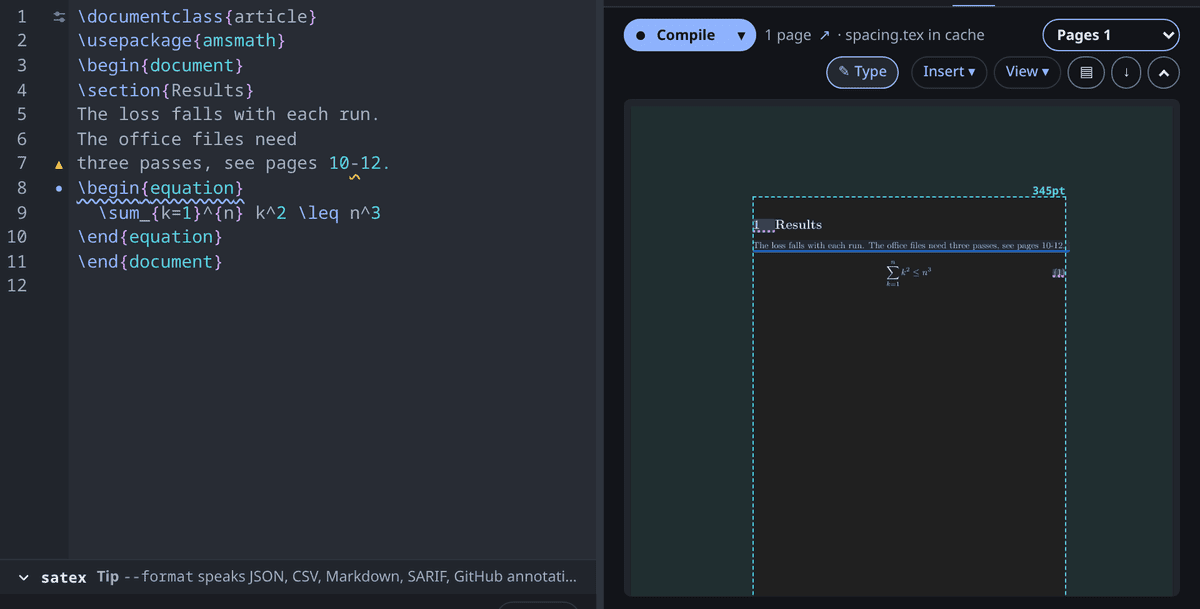 1 \documentclass{article}
2 \usepackage{amsmath}
3 \begin{document}
4 \section{Results}
5 The loss falls with each run.
6 The office files need
7 three passes, see pages 10-12.
8 \begin{equation}
9 \sum_{k=1}^{n} k^2 \leq n^3
10 \end{equation}
11 \end{document}
12
satex Tip --format speaks JSON, CSV, Markdown, SARIF, GitHub annotati...
Compile ▾ 1 page ↗ · spacing.tex in cache Pages 1
✎ Type Insert ▾ View ▾ ▤ ↓
345pt
1 Results
The loss falls with each run. The office files need three passes, see pages 10-12.
n
∑ k² ≤ n³
k=1